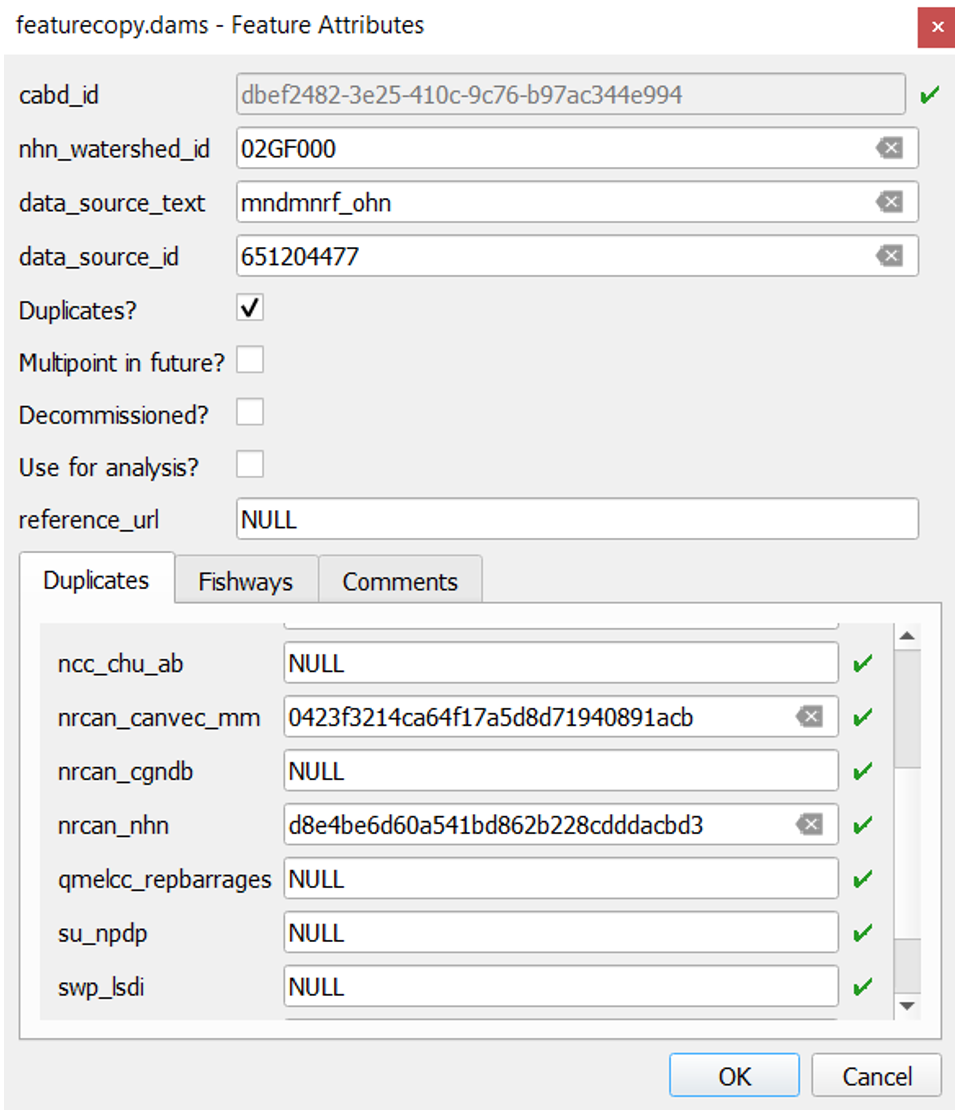 featurecopy.dams - Feature Attributes
cabd_id dbef2482-3e25-410c-9c76-b97ac344e994
nhn_watershed_id 02GF000
data_source_text mndmnrf_ohn
data_source_id 651204477
Duplicates?
Multipoint in future?
Decommissioned?
Use for analysis?
reference_url NULL
Duplicates Fishways Comments
ncc_chu_ab NULL
nrcan_canvec_mm 0423f3214ca64f17a5d8d71940891acb
nrcan_cgndb NULL
nrcan_nhn d8e4be6d60a541bd862b228cdddacbd3
qmelcc_repbarrages NULL
su_npdp NULL
swp_lsdi NULL
OK Cancel